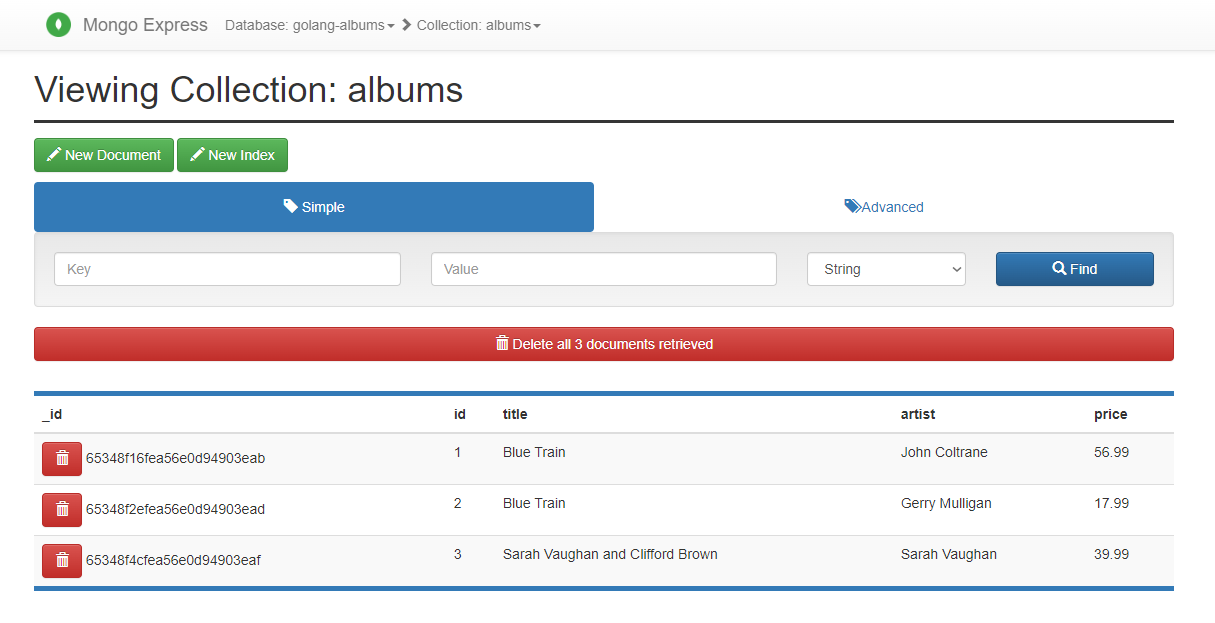 Mongo Express Database: golang-albums Collection: albums
Viewing Collection: albums
New Document New Index
Simple Advanced
Key Value String Find
Delete all 3 documents retrieved
_id id title artist price
65348f16fea56e0d94903eab 1 Blue Train John Coltrane 56.99
65348f2efea56e0d94903ead 2 Blue Train Gerry Mulligan 17.99
65348f4cfea56e0d94903eaf 3 Sarah Vaughan and Clifford Brown Sarah Vaughan 39.99